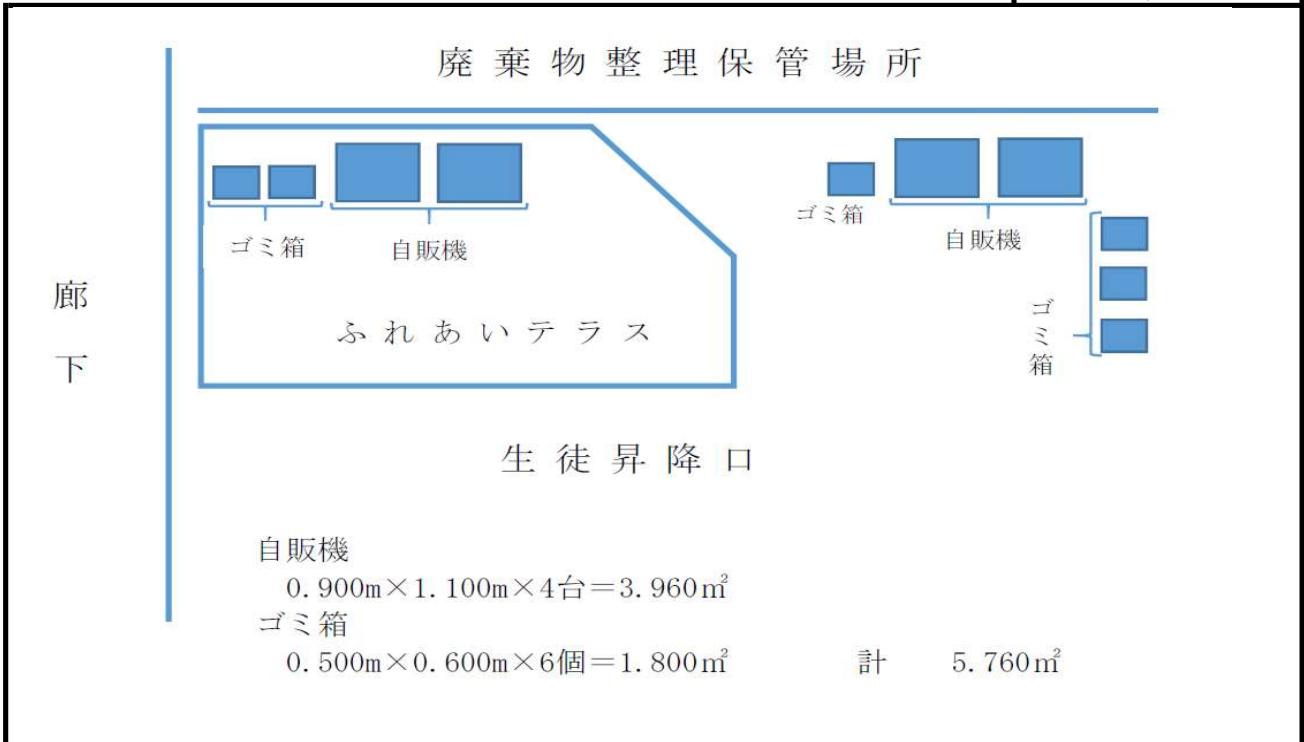 廃棄物整理保管場所
ゴミ箱
自販機
ゴミ箱
自販機
ゴミ箱
廊下
ふれあいテラス
生徒昇降口
自販機
0.900m×1.100m×4台＝3.960㎡
ゴミ箱
0.500m×0.600m×6個＝1.800㎡　計　5.760㎡